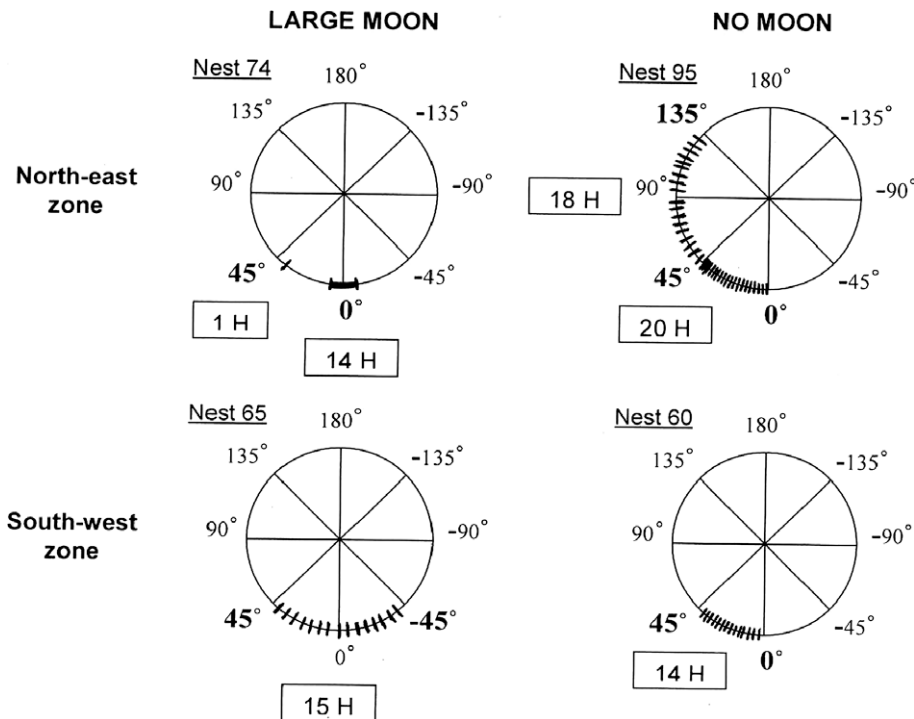 LARGE MOON
NO MOON
North-east
zone
Nest 74
180°
135°
-135°
90°
-90°
45°
-45°
0°
1 H
14 H
Nest 95
180°
135°
-135°
90°
-90°
18 H
45°
-45°
0°
20 H
South-west
zone
Nest 65
180°
135°
-135°
90°
-90°
45°
-45°
0°
15 H
Nest 60
180°
135°
-135°
90°
-90°
45°
-45°
0°
14 H